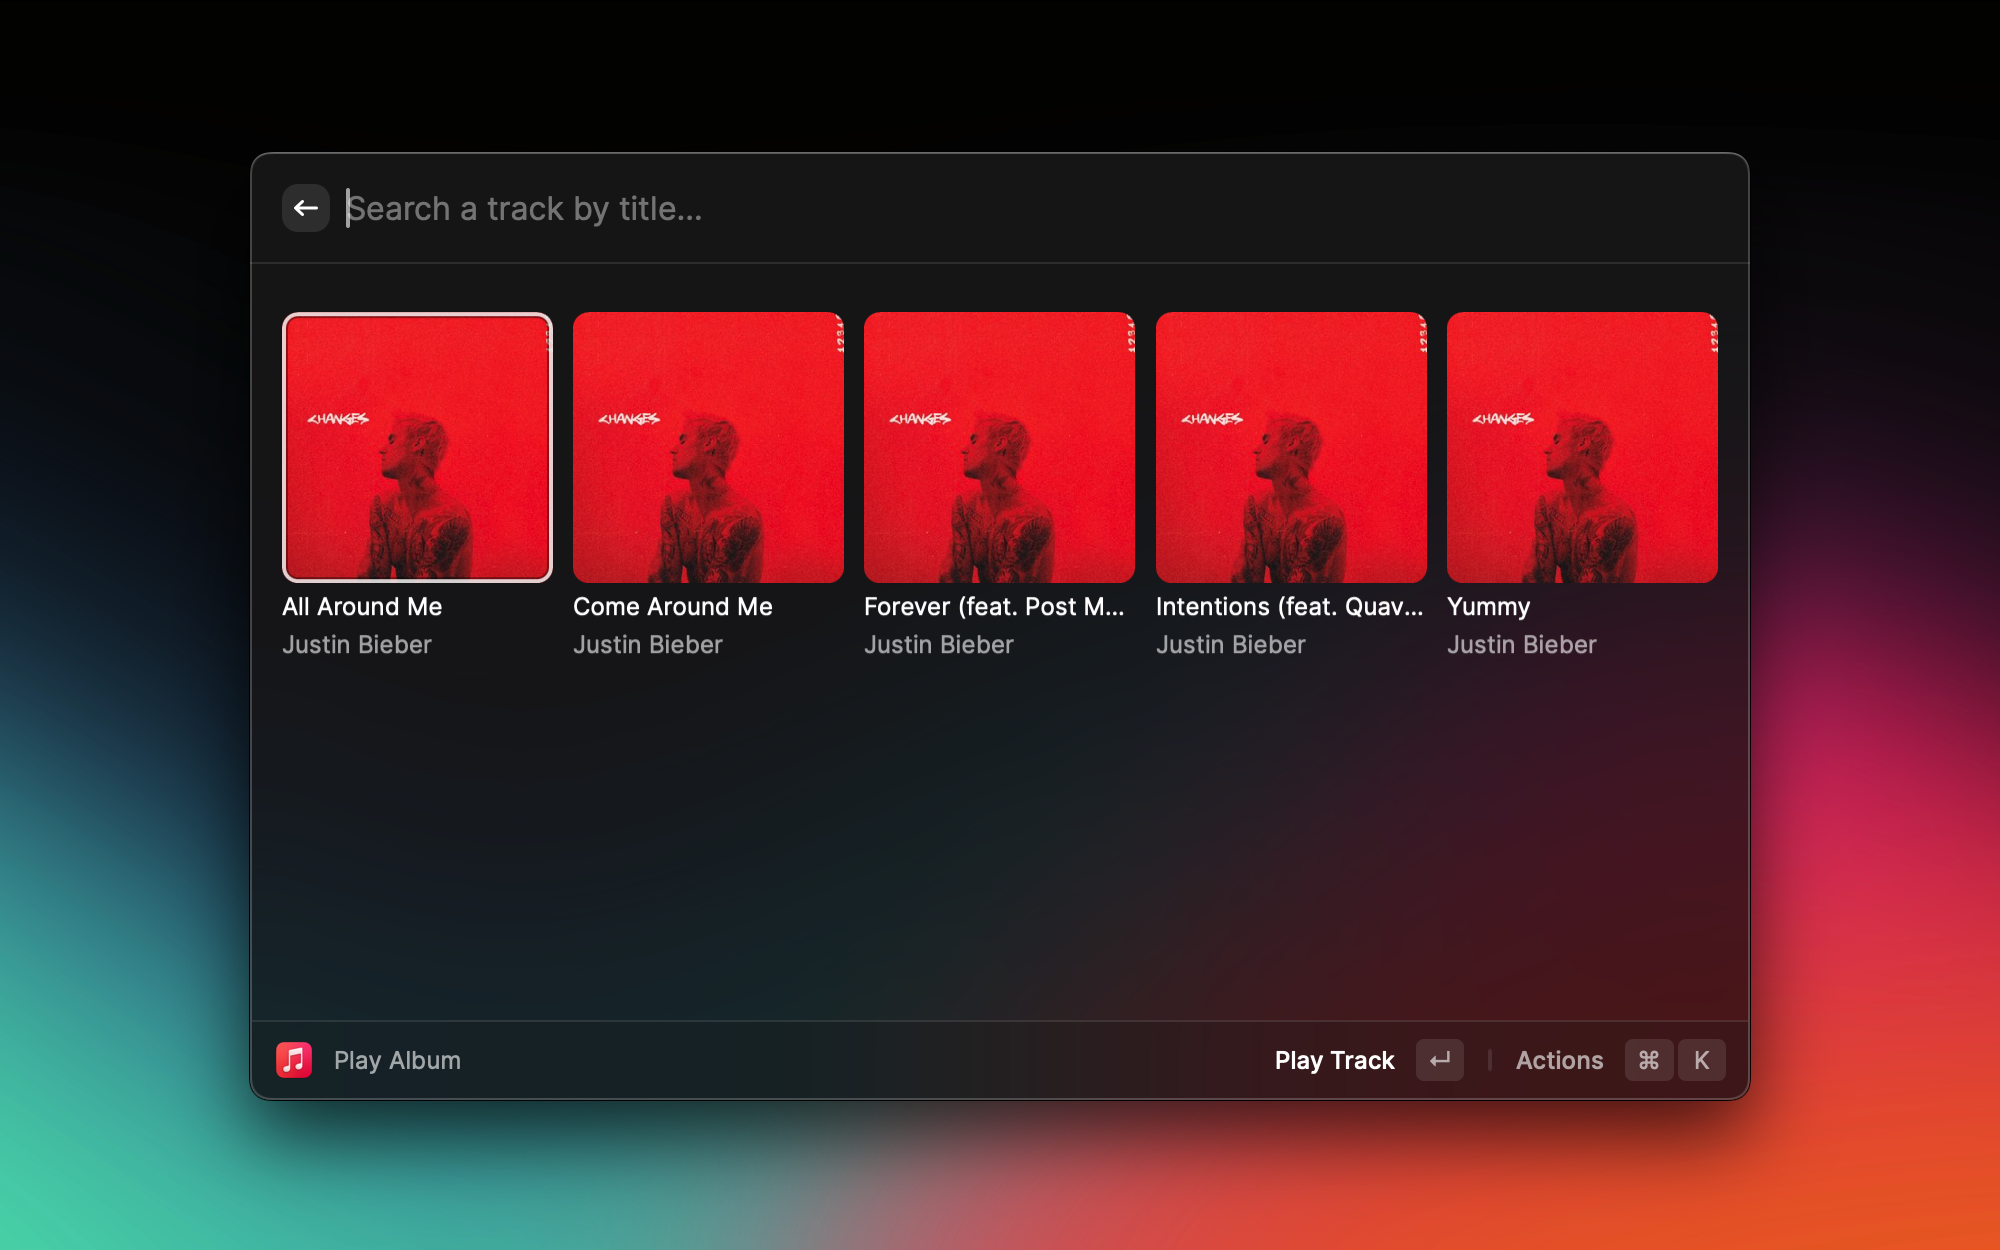 Search a track by title...
CHANGES
CHANGES
CHANGES
CHANGES
CHANGES
All Around Me
Come Around Me
Forever (feat. Post M...
Intentions (feat. Quav...
Yummy
Justin Bieber
Justin Bieber
Justin Bieber
Justin Bieber
Justin Bieber
Play Album
Play Track
Actions
⌘
K